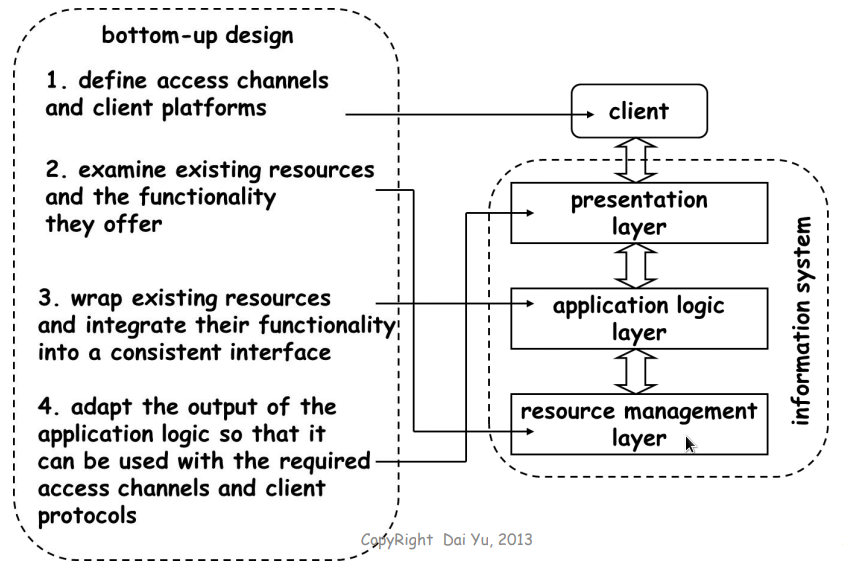 bottom-up design
1. define access channels
and client platforms
2. examine existing resources
and the functionality
they offer
3. wrap existing resources
and integrate their functionality
into a consistent interface
4. adapt the output of the
application logic so that it
can be used with the required
access channels and client
protocols
client
presentation
layer
application logic
layer
resource management
layer
information system
CopyRight Dai Yu, 2013